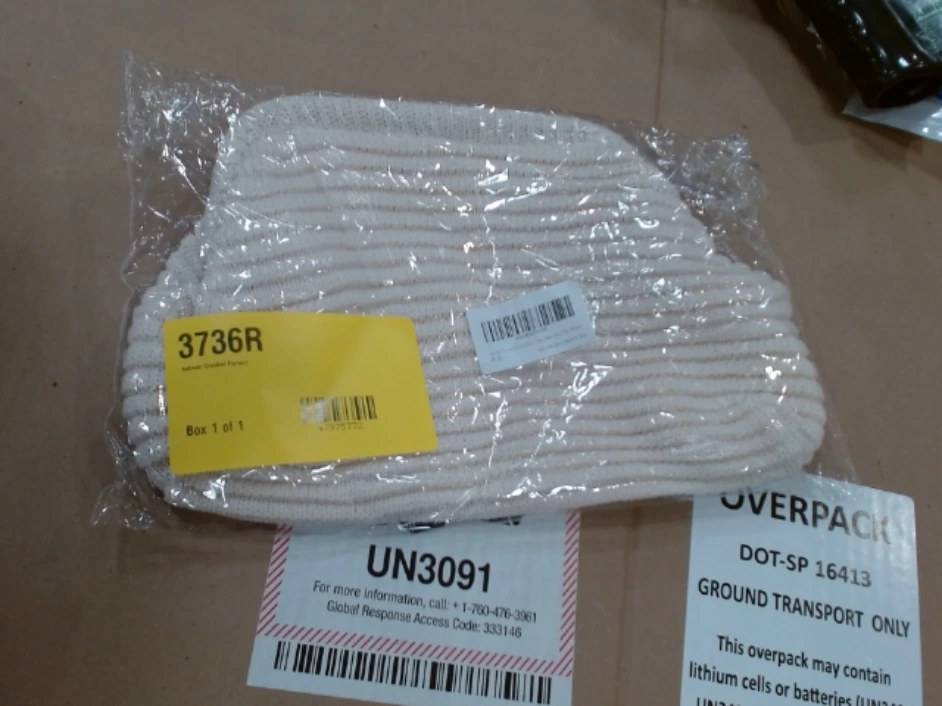 3736R
Box 1 of 1
UN3091
For more information, call: + 1-760-476-3961
Global Response Access Code: 333146
OVERPACK
DOT-SP 16413
GROUND TRANSPORT ONLY
This overpack may contain
lithium cells or batteries (UN